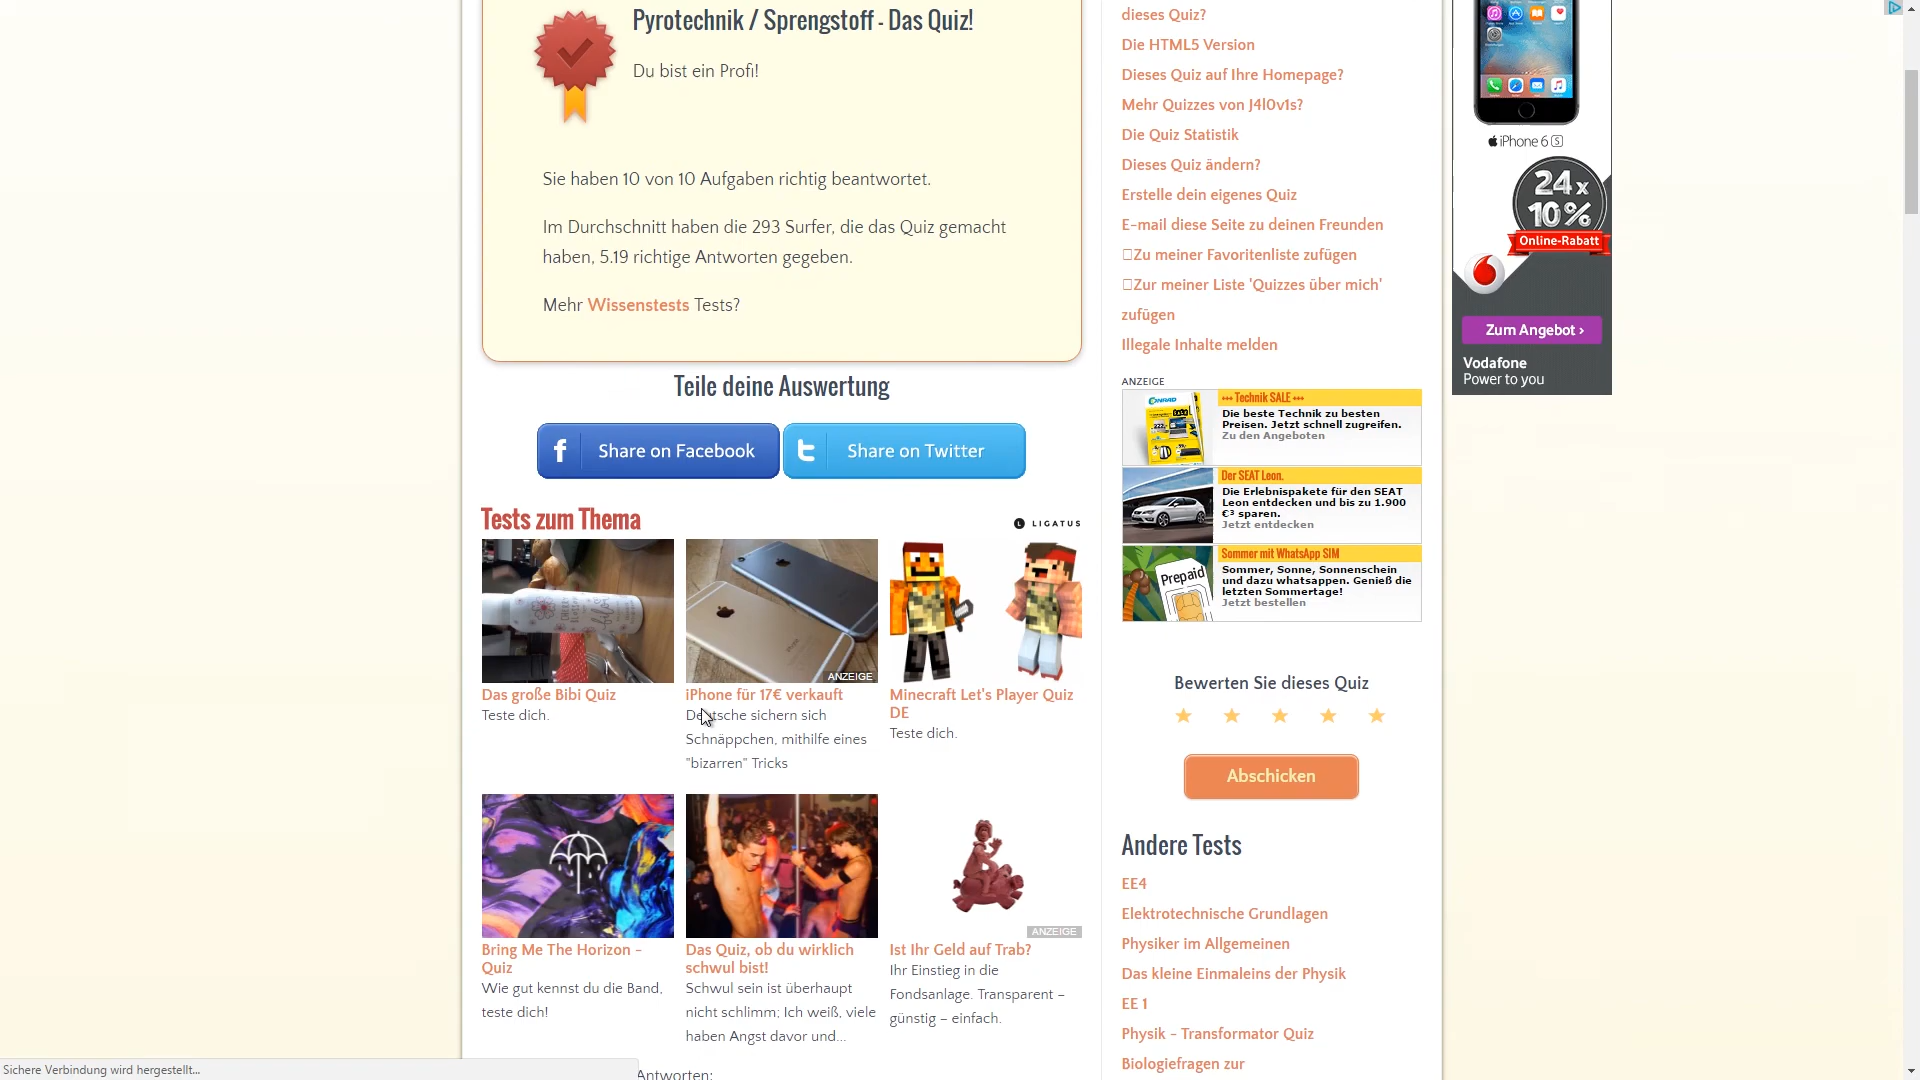 Pyrotechnik / Sprengstoff - Das Quiz!
Du bist ein Profi!
Sie haben 10 von 10 Aufgaben richtig beantwortet.
Im Durchschnitt haben die 293 Surfer, die das Quiz gemacht
haben, 5.19 richtige Antworten gegeben.
Mehr Wissenstests Tests?
Teile deine Auswertung
Share on Facebook
Share on Twitter
Tests zum Thema
LIGATUS
Das große Bibi Quiz
Teste dich.
ANZEIGE
iPhone für 17€ verkauft
Deutsche sichern sich
Schnäppchen, mithilfe eines
"bizarren" Tricks
Minecraft Let's Player Quiz
DE
Teste dich.
Bring Me The Horizon -
Quiz
Wie gut kennst du die Band,
teste dich!
Das Quiz, ob du wirklich
schwul bist!
Schwul sein ist überhaupt
nicht schlimm; Ich weiß, viele
haben Angst davor und...
ANZEIGE
Ist Ihr Geld auf Trab?
Ihr Einstieg in die
Fondsanlage. Transparent –
günstig – einfach.
Antworten:
dieses Quiz?
Die HTML5 Version
Dieses Quiz auf Ihre Homepage?
Mehr Quizzes von J4l0v1s?
Die Quiz Statistik
Dieses Quiz ändern?
Erstelle dein eigenes Quiz
E-mail diese Seite zu deinen Freunden
Zu meiner Favoritenliste zufügen
Zur meiner Liste 'Quizzes über mich'
zufügen
Illegale Inhalte melden
ANZEIGE
CONRAD
+++ Technik SALE +++
Die beste Technik zu besten
Preisen. Jetzt schnell zugreifen.
Zu den Angeboten
Der SEAT Leon.
Die Erlebnispakete für den SEAT
Leon entdecken und bis zu 1.900
€³ sparen.
Jetzt entdecken
Prepaid
Sommer mit WhatsApp SIM
Sommer, Sonne, Sonnenschein
und dazu whatsappen. Genieß die
letzten Sommertage!
Jetzt bestellen
Bewerten Sie dieses Quiz
Abschicken
Andere Tests
EE4
Elektrotechnische Grundlagen
Physiker im Allgemeinen
Das kleine Einmaleins der Physik
EE 1
Physik - Transformator Quiz
Biologiefragen zur
iPhone 6 S
24x
10%
Online-Rabatt
Zum Angebot ›
Vodafone
Power to you
Sichere Verbindung wird hergestellt...